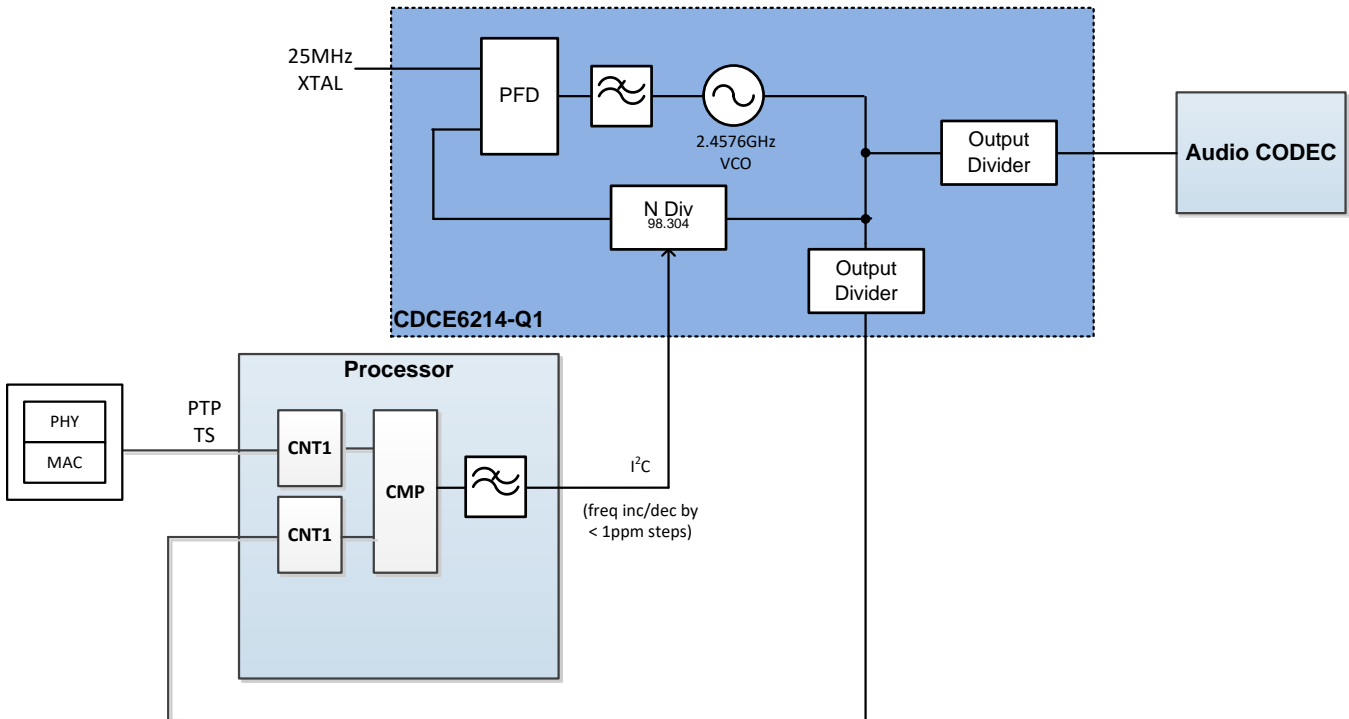 25MHz
XTAL
PFD
2.4576GHz
VCO
Output
Divider
Audio CODEC
N Div
98.304
Output
Divider
CDCE6214-Q1
Processor
PHY
MAC
PTP
TS
CNT1
CMP
CNT1
I²C
(freq inc/dec by
< 1ppm steps)